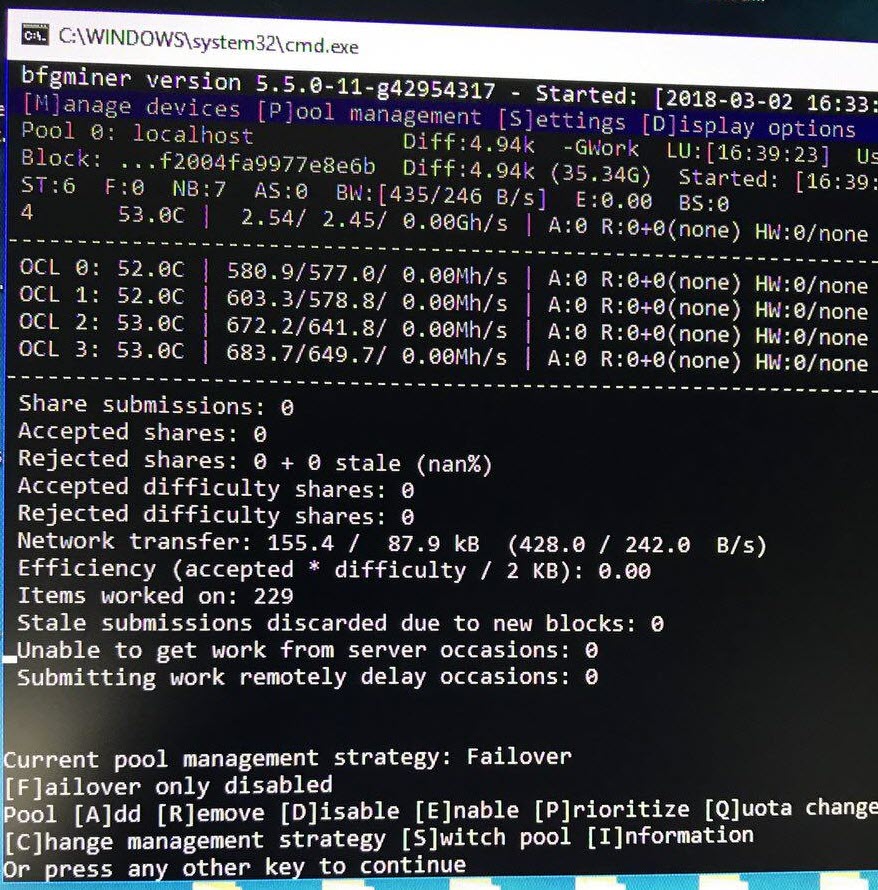 C:\WINDOWS\system32\cmd.exe
bfgminer version 5.5.0-11-g42954317 - Started: [2018-03-02 16:33:
[M]anage devices [P]ool management [S]ettings [D]isplay options
Pool 0: localhost Diff:4.94k -GWork LU:[16:39:23] Us
Block: ...f2004fa9977e8e6b Diff:4.94k (35.34G) Started: [16:39:
ST:6 F:0 NB:7 AS:0 BW:[435/246 B/s] E:0.00 BS:0
4 53.0C | 2.54/ 2.45/ 0.00Gh/s | A:0 R:0+0(none) HW:0/none
--------------------------------------------------------------------------------
OCL 0: 52.0C | 580.9/577.0/ 0.00Mh/s | A:0 R:0+0(none) HW:0/none
OCL 1: 52.0C | 603.3/578.8/ 0.00Mh/s | A:0 R:0+0(none) HW:0/none
OCL 2: 53.0C | 672.2/641.8/ 0.00Mh/s | A:0 R:0+0(none) HW:0/none
OCL 3: 53.0C | 683.7/649.7/ 0.00Mh/s | A:0 R:0+0(none) HW:0/none
--------------------------------------------------------------------------------
Share submissions: 0
Accepted shares: 0
Rejected shares: 0 + 0 stale (nan%)
Accepted difficulty shares: 0
Rejected difficulty shares: 0
Network transfer: 155.4 / 87.9 kB (428.0 / 242.0 B/s)
Efficiency (accepted * difficulty / 2 KB): 0.00
Items worked on: 229
Stale submissions discarded due to new blocks: 0
Unable to get work from server occasions: 0
Submitting work remotely delay occasions: 0
Current pool management strategy: Failover
[F]ailover only disabled
Pool [A]dd [R]emove [D]isable [E]nable [P]rioritize [Q]uota change
[C]hange management strategy [S]witch pool [I]nformation
Or press any other key to continue